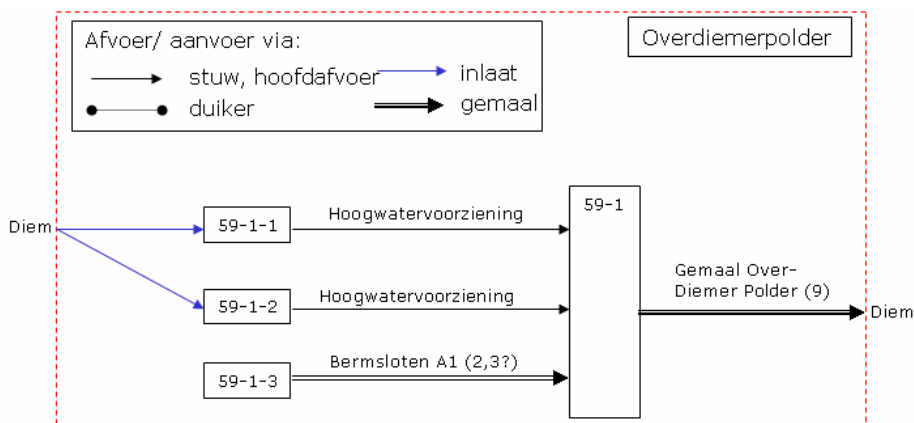 Afvoer/ aanvoer via:
Overdiemerpolder
stuw, hoofdafvoer
inlaat
duiker
gemaal
Diem
59-1-1
Hoogwatervoorziening
59-1
59-1-2
Hoogwatervoorziening
Gemaal Over-
Diemer Polder (9)
Diem
59-1-3
Bermsloten A1 (2,3?)